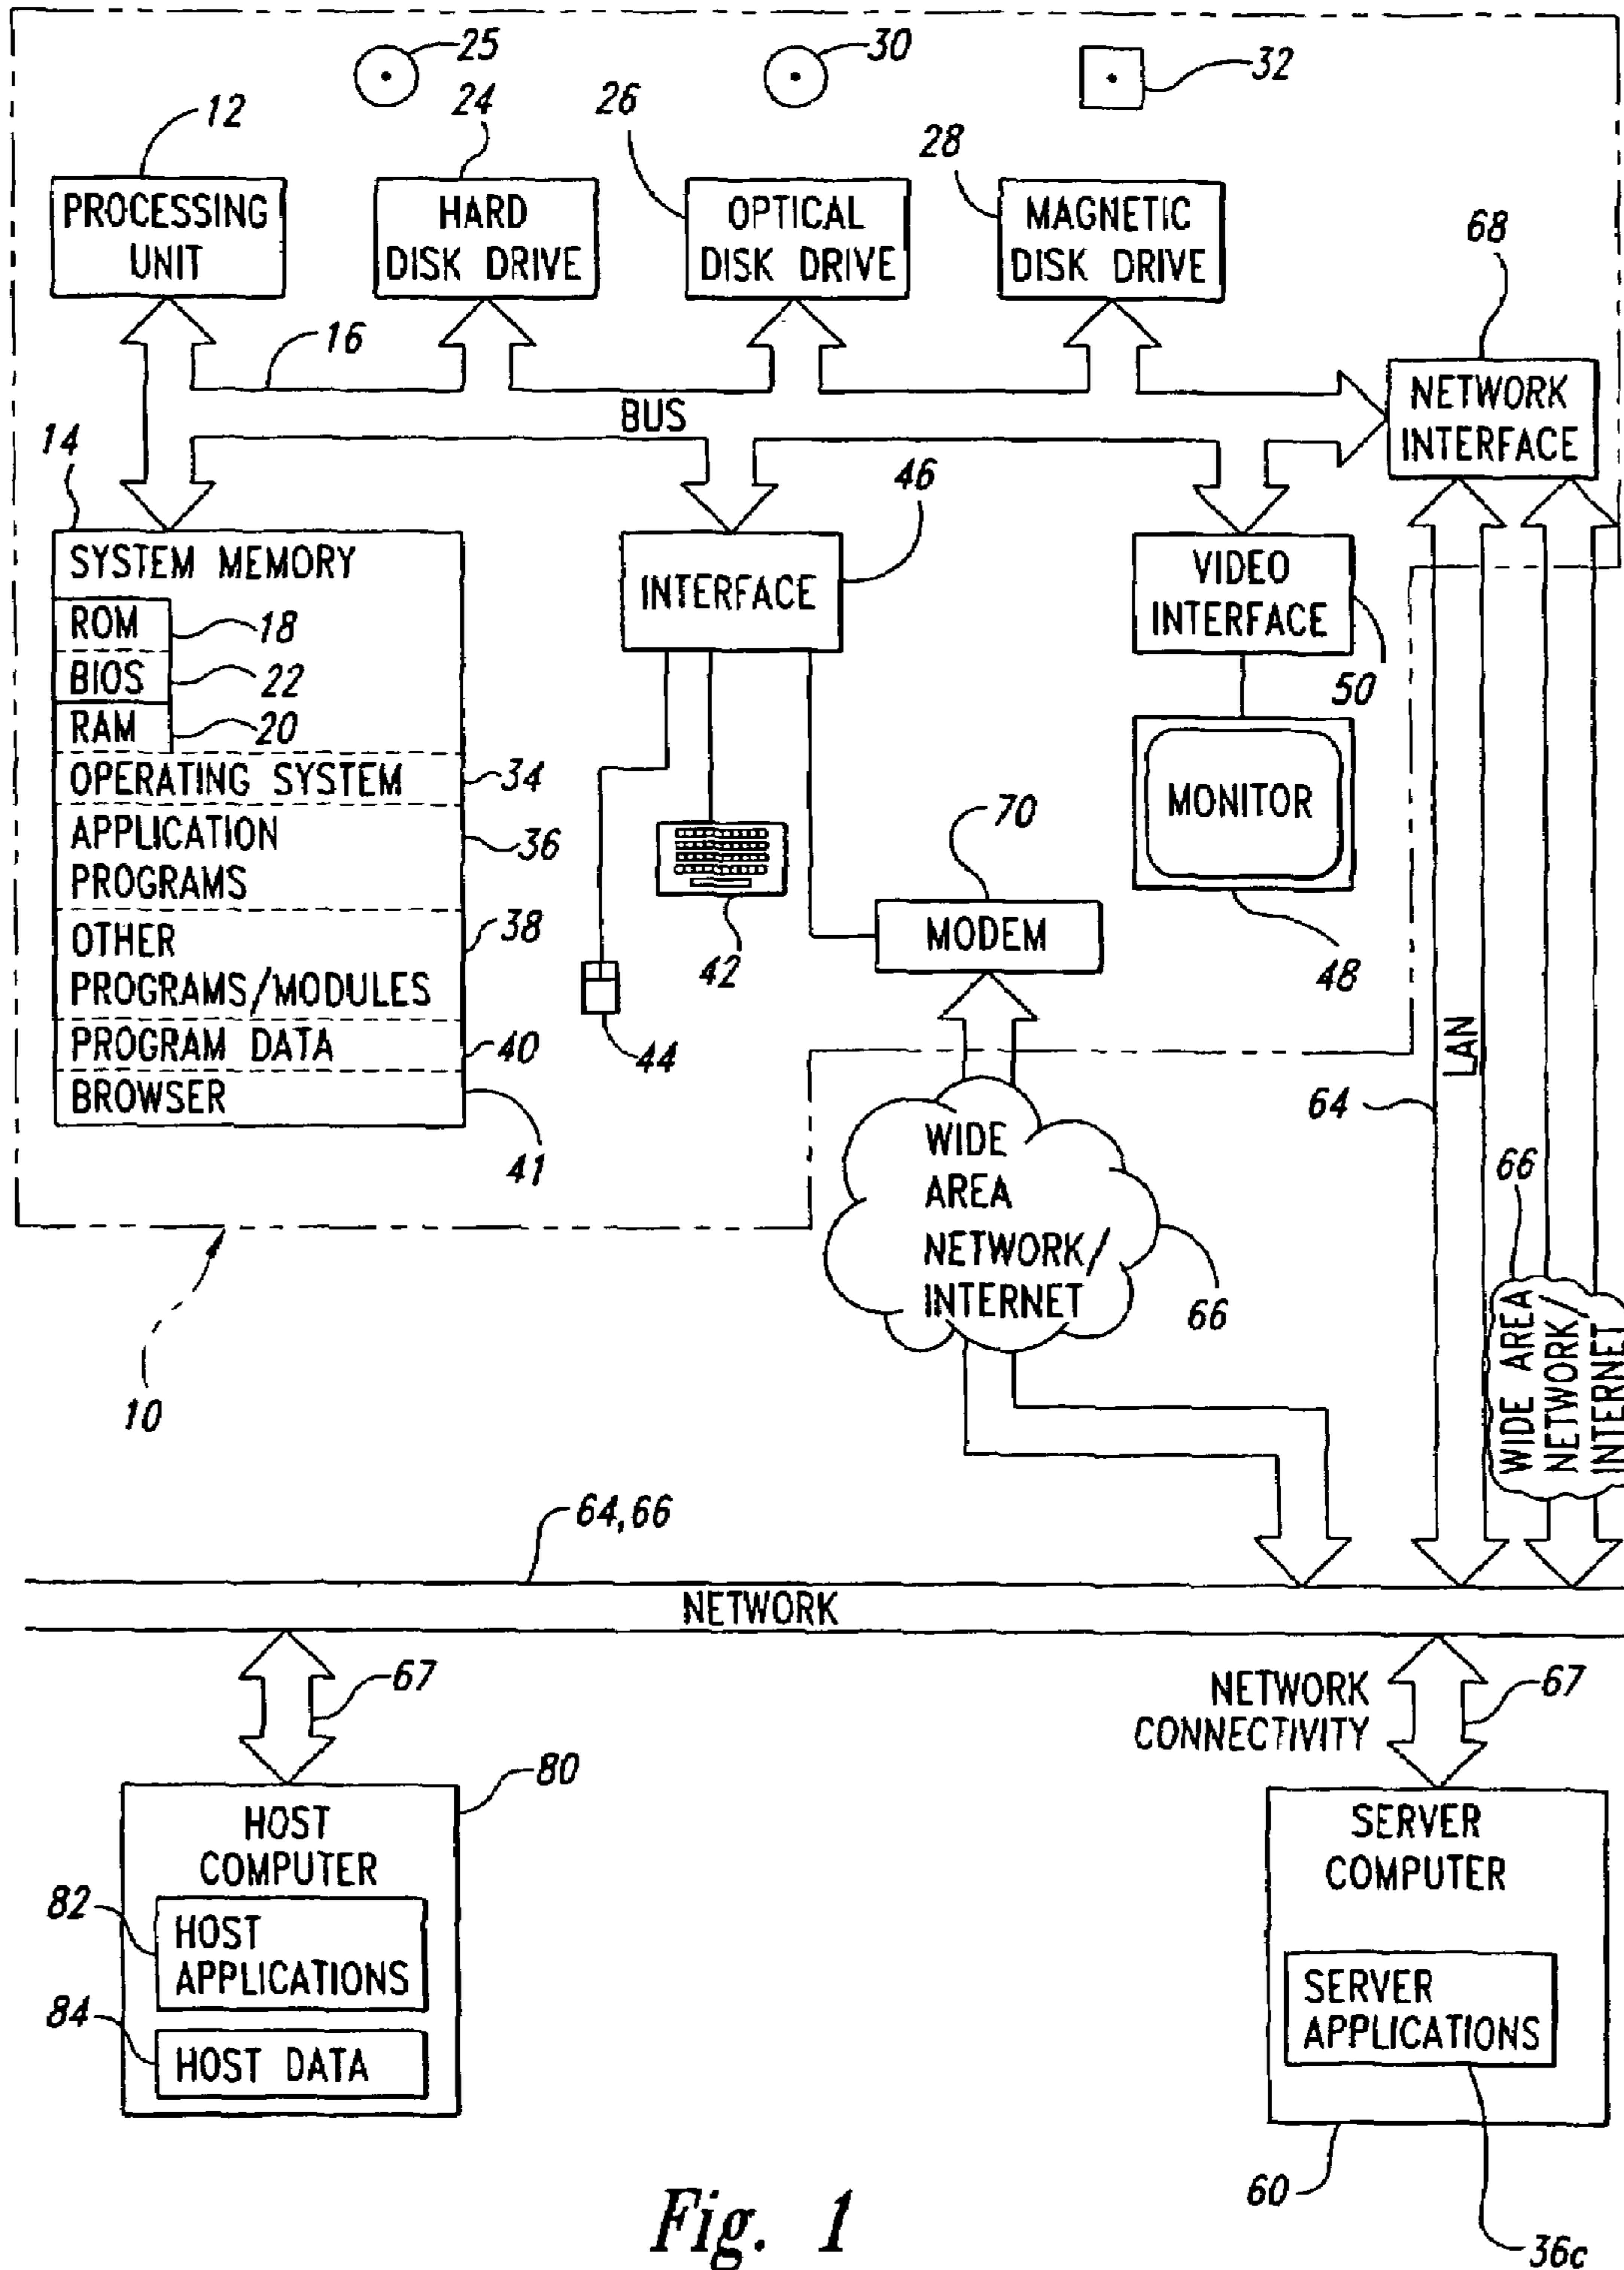 25
30
32
12
24
26
28
PROCESSING
UNIT
HARD
DISK DRIVE
OPTICAL
DISK DRIVE
MAGNETIC
DISK DRIVE
68
16
BUS
NETWORK
INTERFACE
14
46
SYSTEM MEMORY
ROM
18
BIOS
22
RAM
20
OPERATING SYSTEM
34
APPLICATION
PROGRAMS
36
OTHER
PROGRAMS/MODULES
38
PROGRAM DATA
40
BROWSER
41
INTERFACE
VIDEO
INTERFACE
50
MONITOR
48
70
MODEM
42
44
LAN
64
WIDE
AREA
NETWORK/
INTERNET
66
66
WIDE AREA
NETWORK/
INTERNET
10
64,66
NETWORK
67
NETWORK
CONNECTIVITY
67
80
HOST
COMPUTER
82
HOST
APPLICATIONS
84
HOST DATA
SERVER
COMPUTER
SERVER
APPLICATIONS
60
36c
Fig. 1